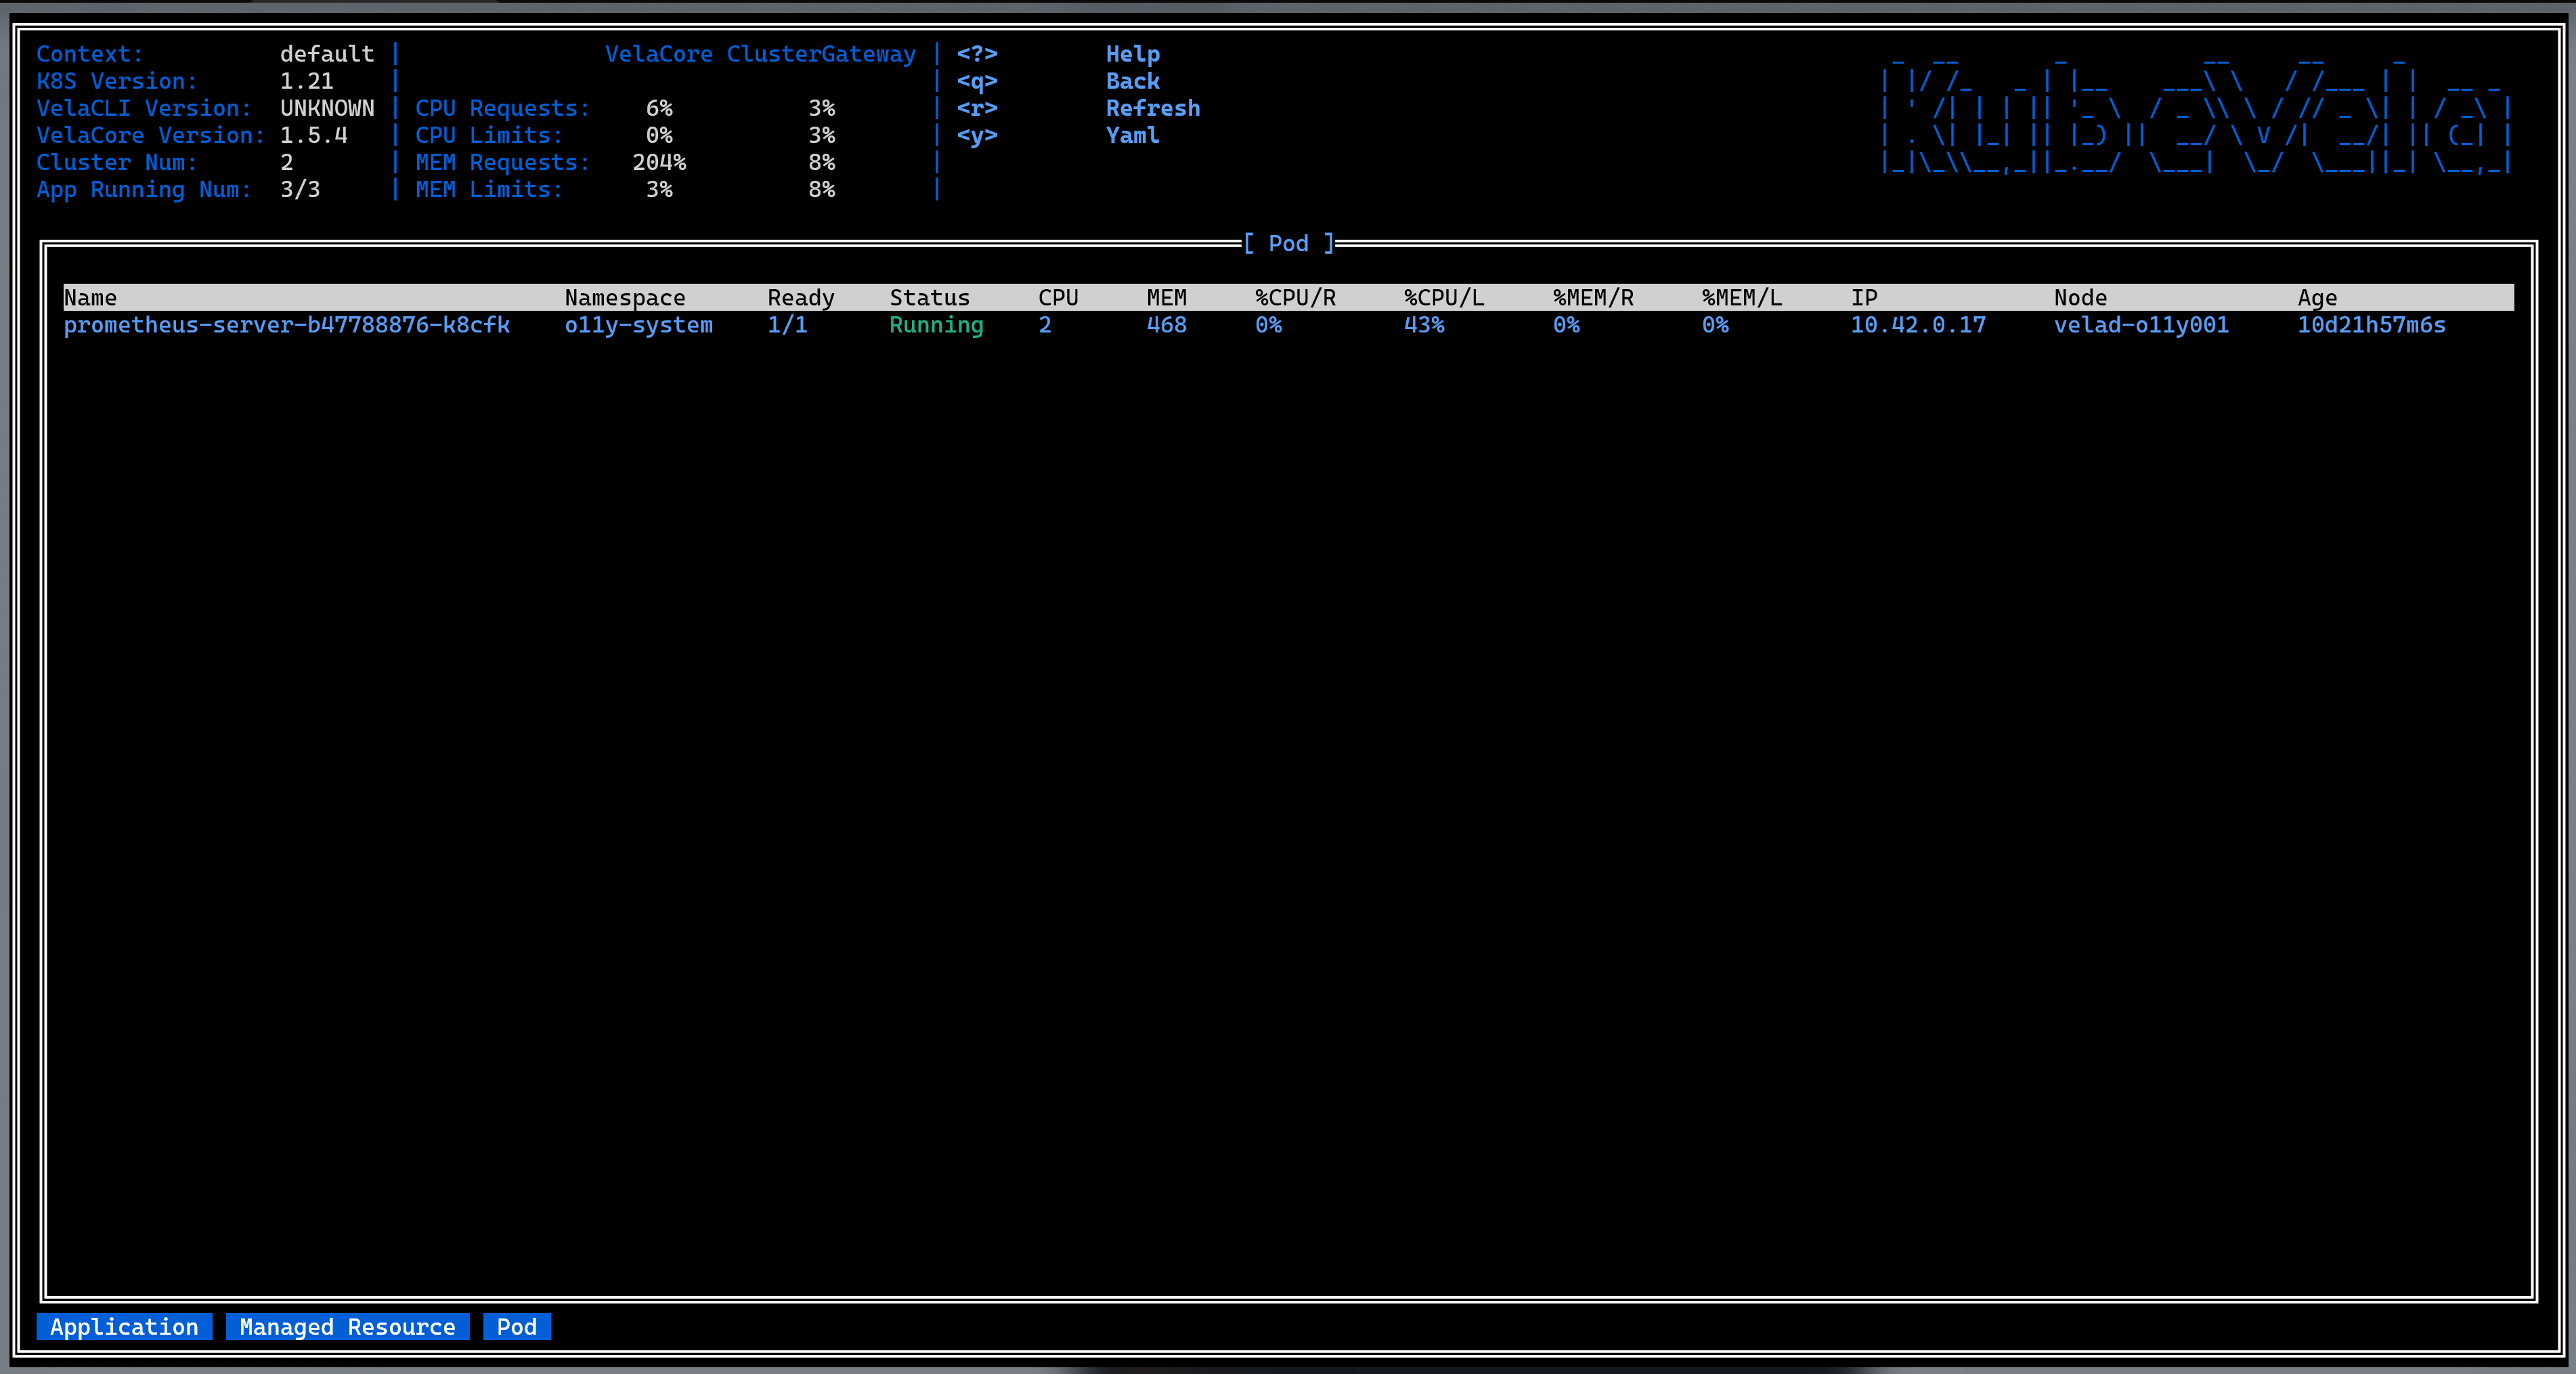 Context: default | VelaCore ClusterGateway | <?> Help
K8S Version: 1.21 | | <q> Back
VelaCLI Version: UNKNOWN | CPU Requests: 6% 3% | <r> Refresh
VelaCore Version: 1.5.4 | CPU Limits: 0% 3% | <y> Yaml
Cluster Num: 2 | MEM Requests: 204% 8% |
App Running Num: 3/3 | MEM Limits: 3% 8% |
KubeVela
[ Pod ]
Name Namespace Ready Status CPU MEM %CPU/R %CPU/L %MEM/R %MEM/L IP Node Age
prometheus-server-b47788876-k8cfk o11y-system 1/1 Running 2 468 0% 43% 0% 0% 10.42.0.17 velad-o11y001 10d21h57m6s
Application Managed Resource Pod